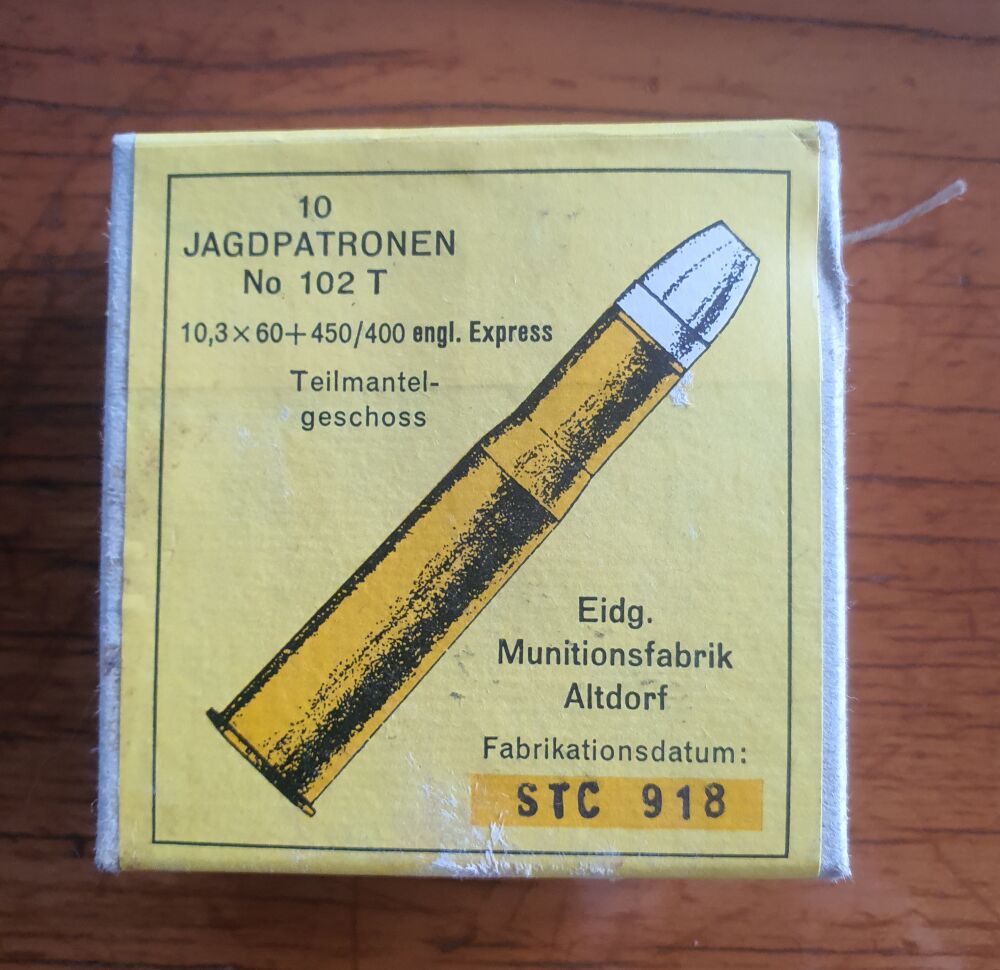 10
JAGDPATRONEN
No 102 T
10,3×60+450/400 engl. Express
Teilmantel-
geschoss
Eidg.
Munitionsfabrik
Altdorf
Fabrikationsdatum:
STC 918